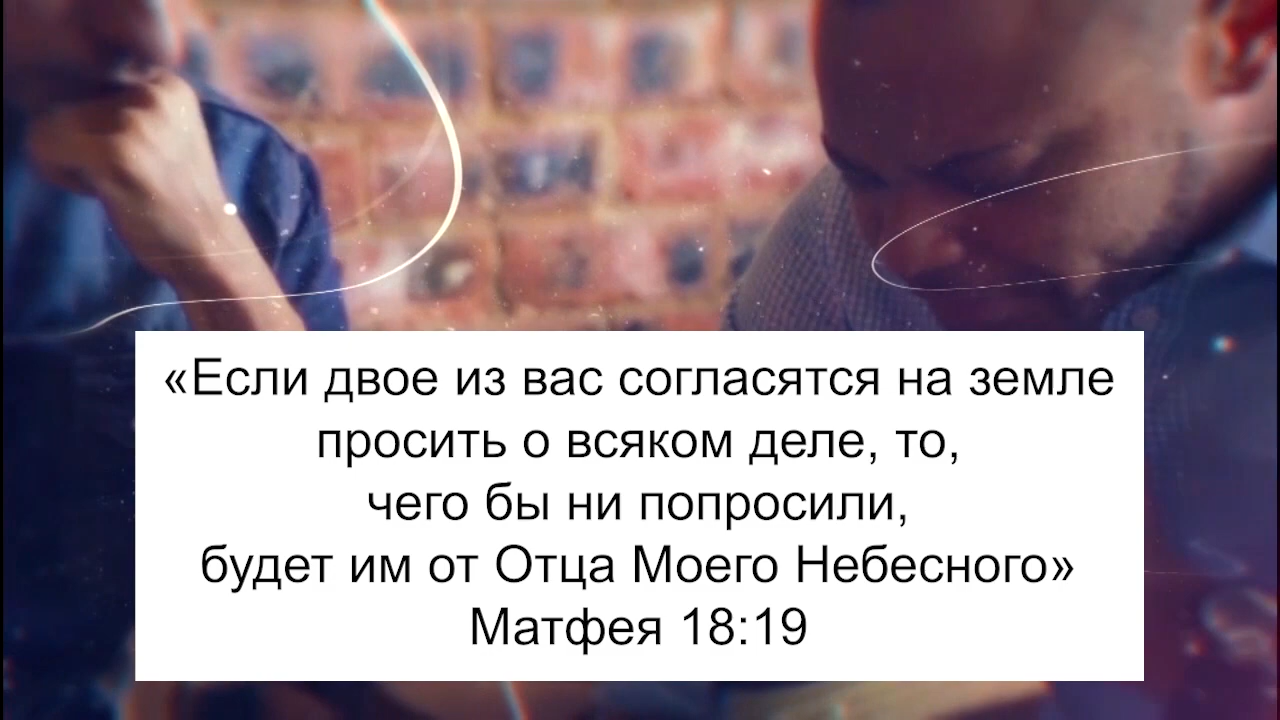 «Если двое из вас согласятся на земле
просить о всяком деле, то,
чего бы ни попросили,
будет им от Отца Моего Небесного»
Матфея 18:19